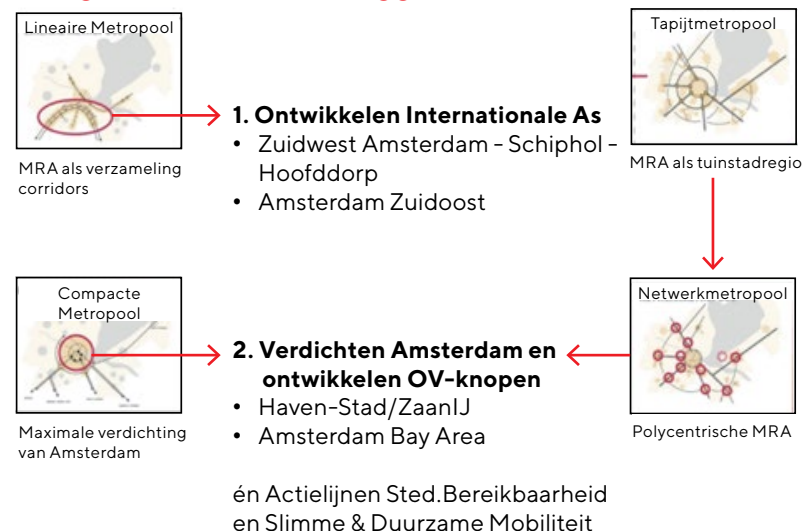 Lineaire Metropool
MRA als verzameling
corridors
1. Ontwikkelen Internationale As
• Zuidwest Amsterdam - Schiphol -
Hoofddorp
• Amsterdam Zuidoost
Tapijtmetropool
MRA als tuinstadregio
Compacte
Metropool
Maximale verdichting
van Amsterdam
2. Verdichten Amsterdam en
ontwikkelen OV-knopen
• Haven-Stad/ZaanIJ
• Amsterdam Bay Area
én Actielijnen Sted.Bereikbaarheid
en Slimme & Duurzame Mobiliteit
Netwerkmetropool
Polycentrische MRA